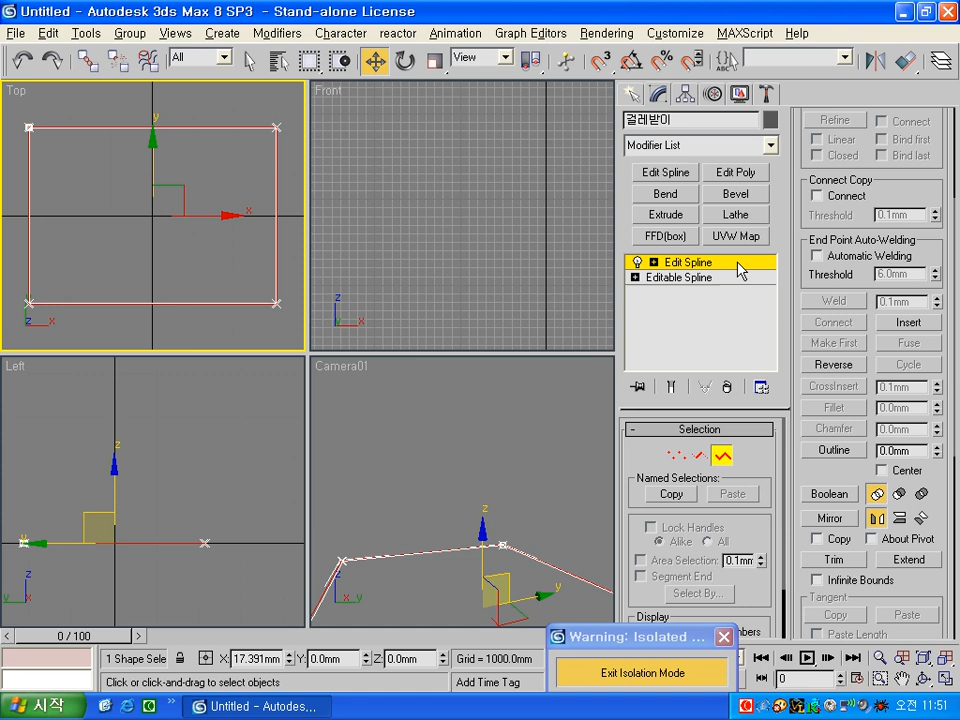 Untitled - Autodesk 3ds Max 8 SP3 - Stand-alone License
File Edit Tools Group Views Create Modifiers Character reactor Animation Graph Editors Rendering Customize MAXScript Help
All View ABC
Top Front
걸레받이
Modifier List
Edit Spline Edit Poly
Bend Bevel
Extrude Lathe
FFD(box) UVW Map
Edit Spline
Editable Spline
y
x
z
x
z
x
Left Camera01
z
y
z
y
z
y
z
x
Selection
Named Selections:
Copy Paste
Lock Handles
Alike All
Area Selection: 0.1mm
Segment End
Select By...
Display
Refine Connect
Linear Bind first
Closed Bind last
Connect Copy
Connect
Threshold 0.1mm
End Point Auto-Welding
Automatic Welding
Threshold 6.0mm
Weld 0.1mm
Connect Insert
Make First Fuse
Reverse Cycle
CrossInsert 0.1mm
Fillet 0.0mm
Chamfer 0.0mm
Outline 0.0mm
Center
Boolean
Mirror
Copy About Pivot
Trim Extend
Infinite Bounds
Tangent
Copy Paste
Paste Length
Warning: Isolated ...
Exit Isolation Mode
0 / 100
1 Shape Sele X: 17.391mm Y: 0.0mm Z: 0.0mm Grid = 1000.0mm
Click or click-and-drag to select objects Add Time Tag
0
시작 Untitled - Autodes... 오전 11:51